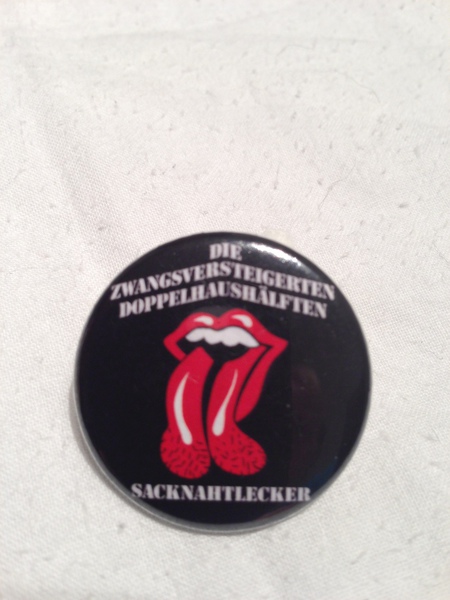 DIE
ZWANGSVERSTEIGERTEN
DOPPELHAUSHÄLFTEN
SACKNAHTLECKER